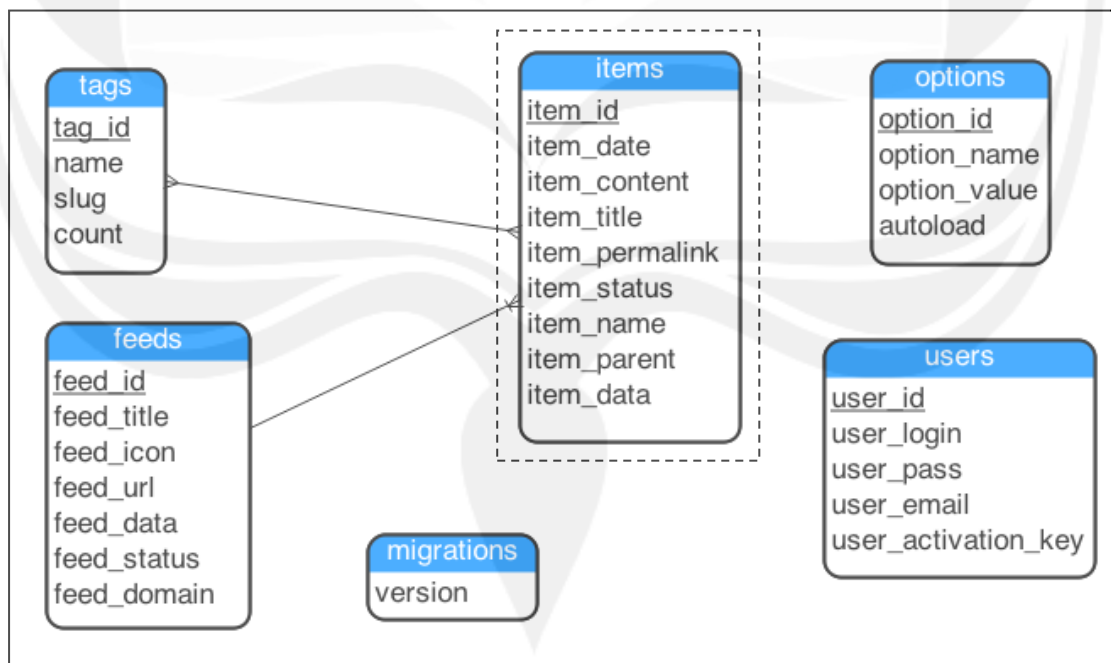 tags
tag_id
name
slug
count
items
item_id
item_date
item_content
item_title
item_permalink
item_status
item_name
item_parent
item_data
options
option_id
option_name
option_value
autoload
feeds
feed_id
feed_title
feed_icon
feed_url
feed_data
feed_status
feed_domain
migrations
version
users
user_id
user_login
user_pass
user_email
user_activation_key